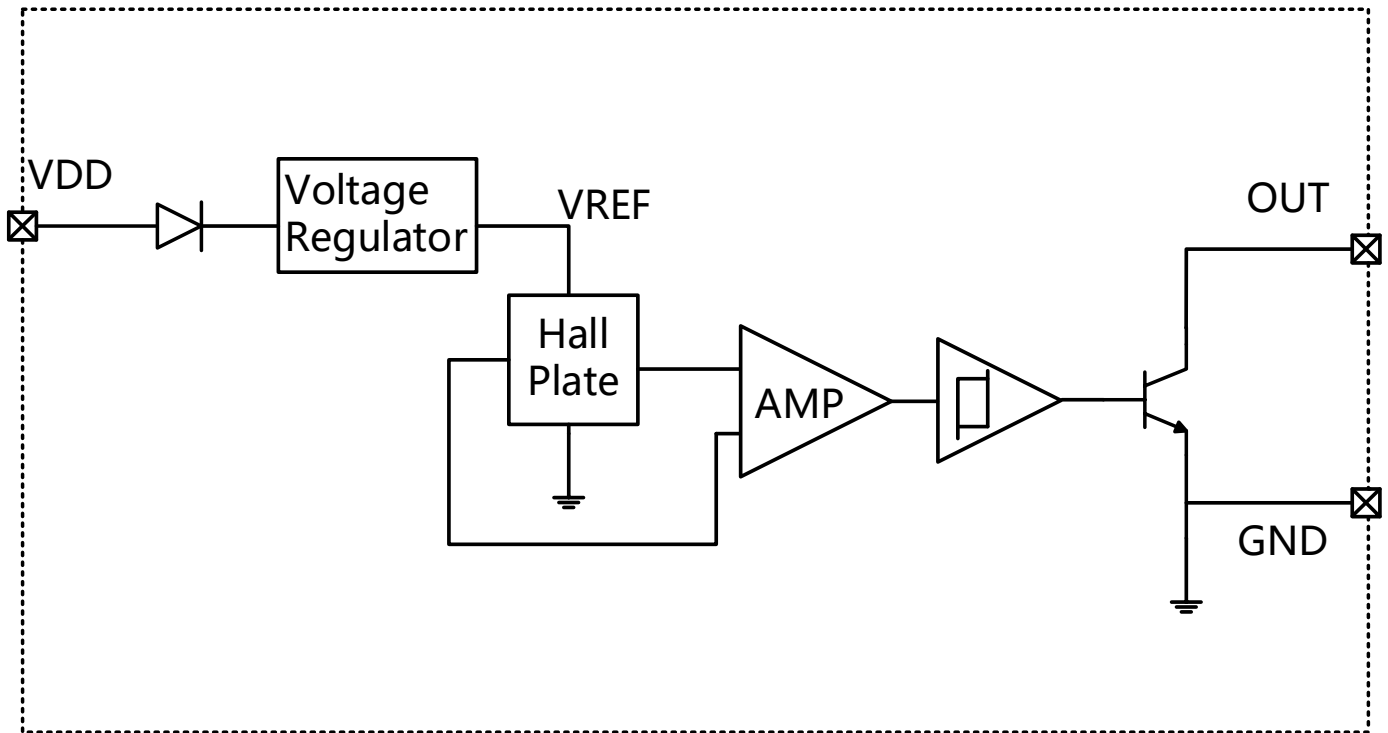 VDD
Voltage
Regulator
VREF
OUT
Hall
Plate
AMP
GND